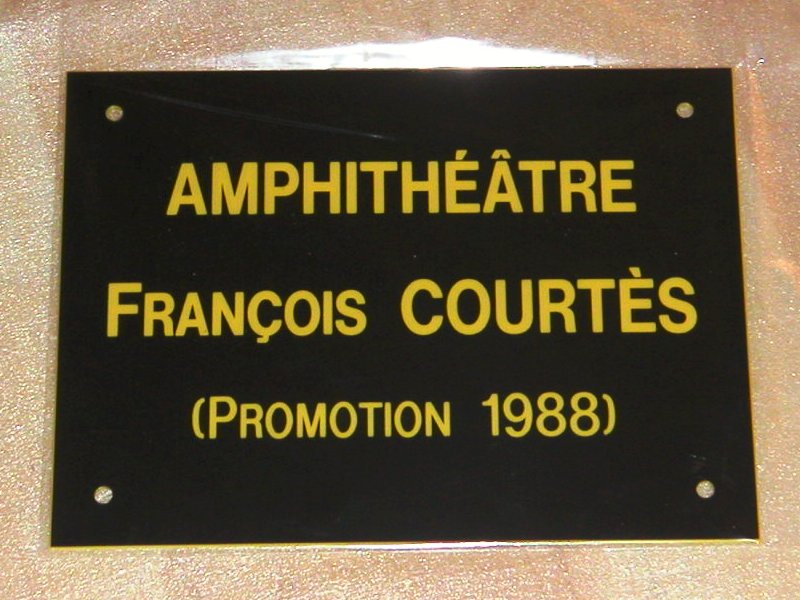 AMPHITHÉÂTRE
FRANÇOIS COURTÈS
(PROMOTION 1988)